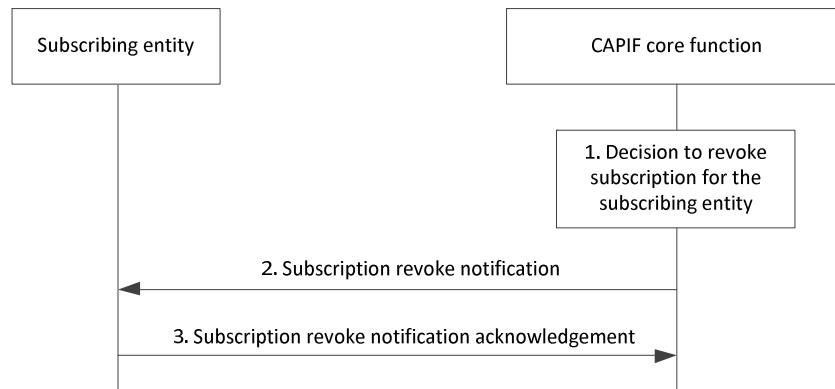 Subscribing entity
CAPIF core function
1. Decision to revoke
subscription for the
subscribing entity
2. Subscription revoke notification
3. Subscription revoke notification acknowledgement